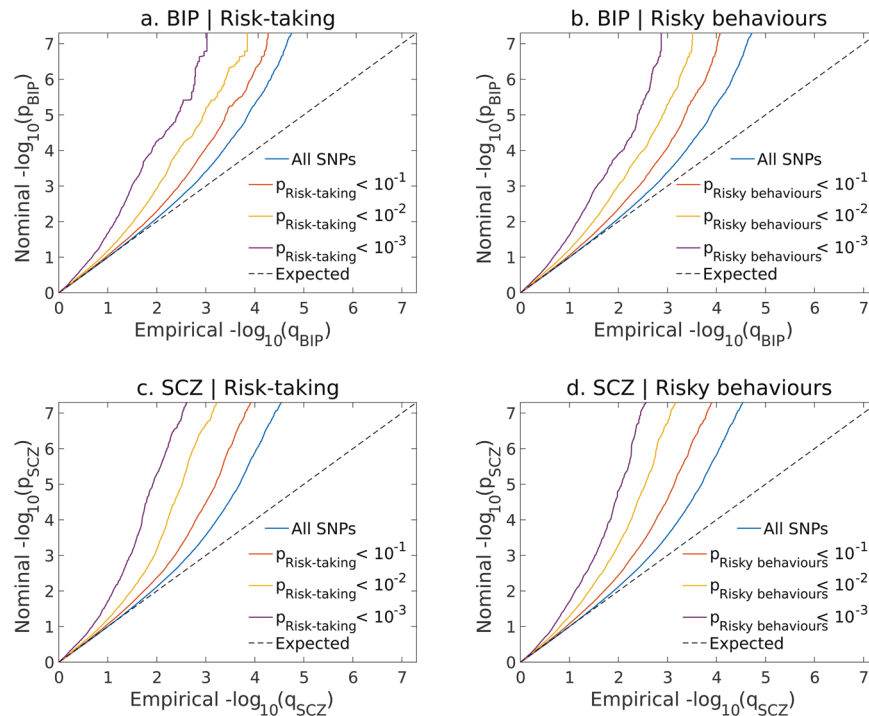 a. BIP | Risk-taking
Nominal -log10(pBIP)
7
6
5
4
3
2
1
0
All SNPs
pRisk-taking < 10-1
pRisk-taking < 10-2
pRisk-taking < 10-3
Expected
0 1 2 3 4 5 6 7
Empirical -log10(qBIP)
b. BIP | Risky behaviours
Nominal -log10(pBIP)
7
6
5
4
3
2
1
0
All SNPs
pRisky behaviours < 10-1
pRisky behaviours < 10-2
pRisky behaviours < 10-3
Expected
0 1 2 3 4 5 6 7
Empirical -log10(qBIP)
c. SCZ | Risk-taking
Nominal -log10(pSCZ)
7
6
5
4
3
2
1
0
All SNPs
pRisk-taking < 10-1
pRisk-taking < 10-2
pRisk-taking < 10-3
Expected
0 1 2 3 4 5 6 7
Empirical -log10(qSCZ)
d. SCZ | Risky behaviours
Nominal -log10(pSCZ)
7
6
5
4
3
2
1
0
All SNPs
pRisky behaviours < 10-1
pRisky behaviours < 10-2
pRisky behaviours < 10-3
Expected
0 1 2 3 4 5 6 7
Empirical -log10(qSCZ)